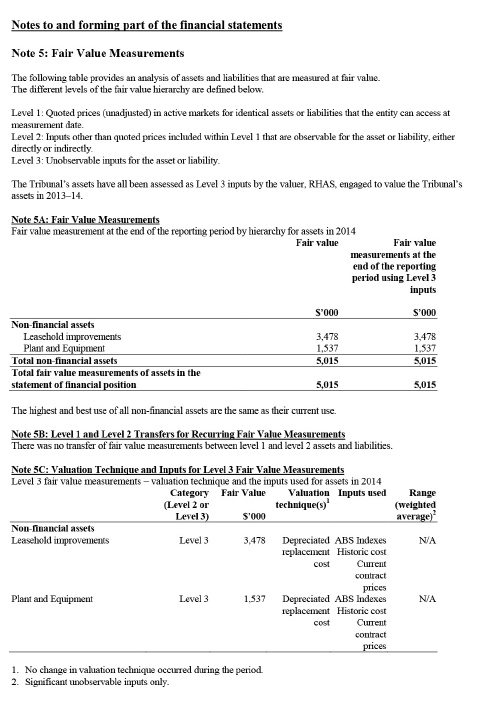 Notes to and forming part of the financial statements
Note 5: Fair Value Measurements
The following table provides an analysis of assets and liabilities that are measured at fair value.
The different levels of the fair value hierarchy are defined below.
Level 1: Quoted prices (unadjusted) in active markets for identical assets or liabilities that the entity can access at
measurement date.
Level 2: Inputs other than quoted prices included within Level 1 that are observable for the asset or liability, either
directly or indirectly.
Level 3: Unobservable inputs for the asset or liability.
The Tribunal's assets have all been assessed as Level 3 inputs by the valuer, RHAS, engaged to value the Tribunal's
assets in 2013–14.
Note 5A: Fair Value Measurements
Fair value measurement at the end of the reporting period by hierarchy for assets in 2014
Fair value Fair value
measurements at the
end of the reporting
period using Level 3
inputs
$'000 $'000
Non-financial assets
Leasehold improvements 3,478 3,478
Plant and Equipment 1,537 1,537
Total non-financial assets 5,015 5,015
Total fair value measurements of assets in the
statement of financial position 5,015 5,015
The highest and best use of all non-financial assets are the same as their current use.
Note 5B: Level 1 and Level 2 Transfers for Recurring Fair Value Measurements
There was no transfer of fair value measurements between level 1 and level 2 assets and liabilities.
Note 5C: Valuation Technique and Inputs for Level 3 Fair Value Measurements
Level 3 fair value measurements – valuation technique and the inputs used for assets in 2014
Category Fair Value Valuation Inputs used Range
(Level 2 or technique(s)¹ (weighted
Level 3) $'000 average)²
Non-financial assets
Leasehold improvements Level 3 3,478 Depreciated ABS Indexes N/A
replacement Historic cost
cost Current
contract
prices
Plant and Equipment Level 3 1,537 Depreciated ABS Indexes N/A
replacement Historic cost
cost Current
contract
prices
1. No change in valuation technique occurred during the period.
2. Significant unobservable inputs only.